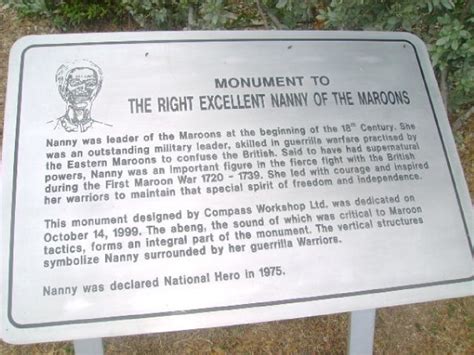 MONUMENT TO
THE RIGHT EXCELLENT NANNY OF THE MAROONS
Nanny was leader of the Maroons at the beginning of the 18th Century. She
was an outstanding military leader, skilled in guerrilla warfare practised by
the Eastern Maroons to confuse the British. Said to have had supernatural
powers, Nanny was an important figure in the fierce fight with the British
during the First Maroon War 1720 - 1739. She led with courage and inspired
her warriors to maintain that special spirit of freedom and independence.
This monument designed by Compass Workshop Ltd. was dedicated on
October 14, 1999. The abeng, the sound of which was critical to Maroon
tactics, forms an integral part of the monument. The vertical structures
symbolize Nanny surrounded by her guerrilla Warriors.
Nanny was declared National Hero in 1975.